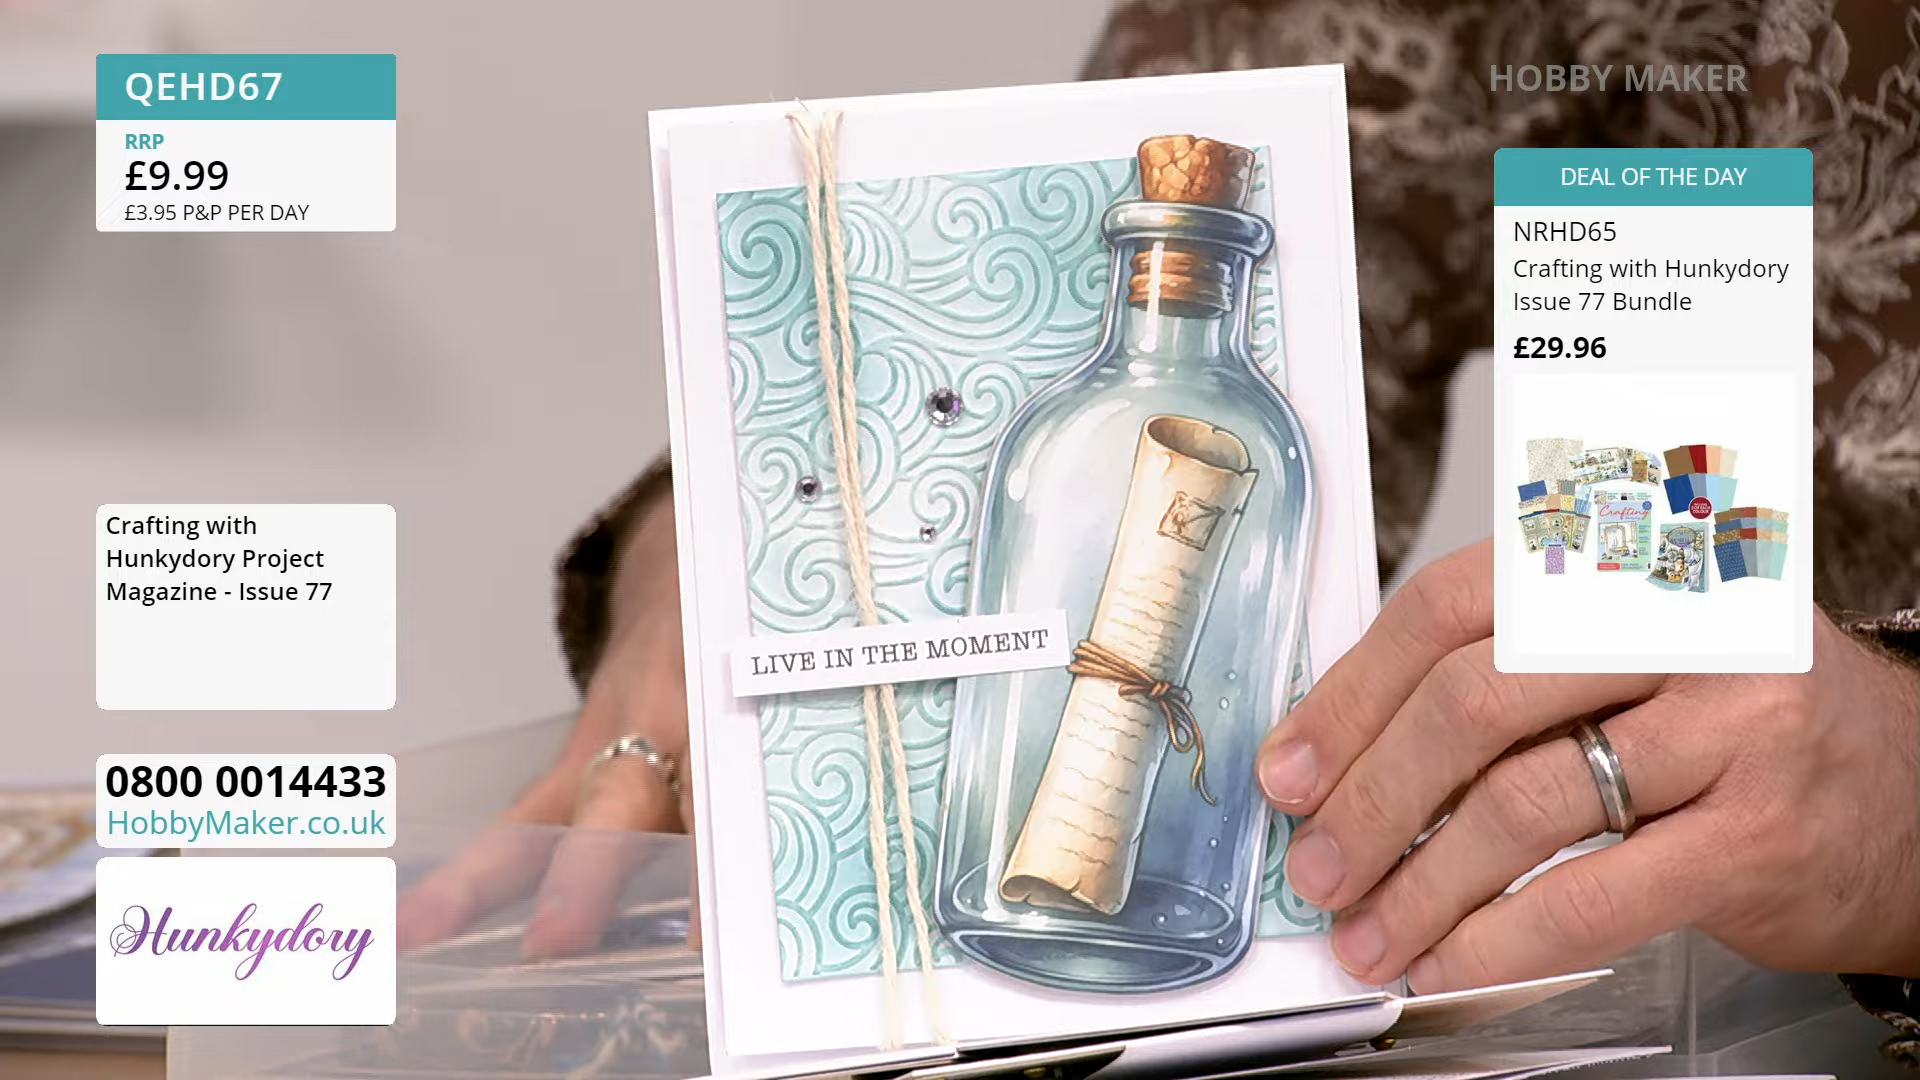 QEHD67
RRP
£9.99
£3.95 P&P PER DAY
Crafting with
Hunkydory Project
Magazine - Issue 77
0800 0014433
HobbyMaker.co.uk
Hunkydory
LIVE IN THE MOMENT
HOBBY MAKER
DEAL OF THE DAY
NRHD65
Crafting with Hunkydory
Issue 77 Bundle
£29.96
Crafting